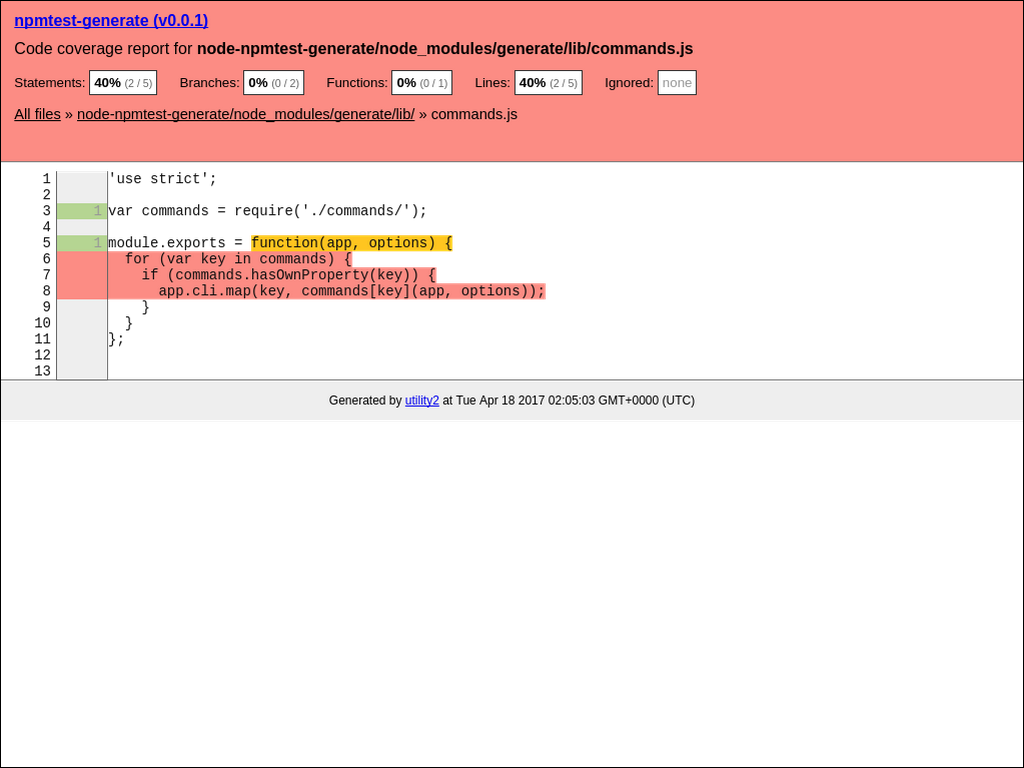 npmtest-generate (v0.0.1)
Code coverage report for node-npmtest-generate/node_modules/generate/lib/commands.js
Statements: 40% (2 / 5) Branches: 0% (0 / 2) Functions: 0% (0 / 1) Lines: 40% (2 / 5) Ignored: none
All files » node-npmtest-generate/node_modules/generate/lib/ » commands.js
1 'use strict';
2
3 1 var commands = require('./commands/');
4
5 1 module.exports = function(app, options) {
6 for (var key in commands) {
7 if (commands.hasOwnProperty(key)) {
8 app.cli.map(key, commands[key](app, options));
9 }
10 }
11 };
12
13
Generated by utility2 at Tue Apr 18 2017 02:05:03 GMT+0000 (UTC)